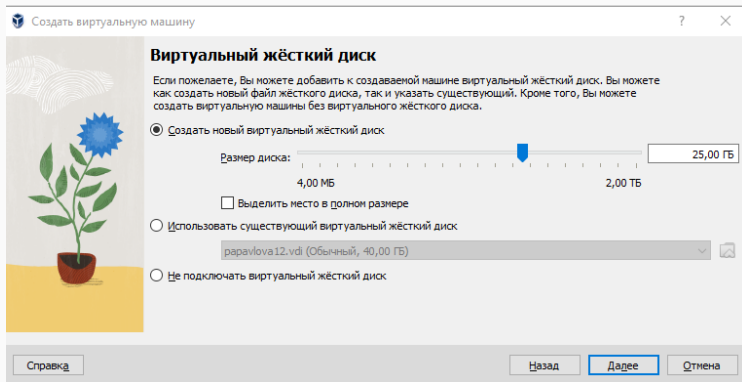 Создать виртуальную машину
Виртуальный жёсткий диск
Если пожелаете, Вы можете добавить к создаваемой машине виртуальный жёсткий диск. Вы можете
как создать новый файл жёсткого диска, так и указать существующий. Кроме того, Вы можете
создать виртуальную машины без виртуального жёсткого диска.
Создать новый виртуальный жёсткий диск
Размер диска: 25,00 ГБ
4,00 МБ 2,00 ТБ
Выделить место в полном размере
Использовать существующий виртуальный жёсткий диск
papavlova12.vdi (Обычный, 40,00 ГБ)
Не подключать виртуальный жёсткий диск
Справка Назад Далее Отмена